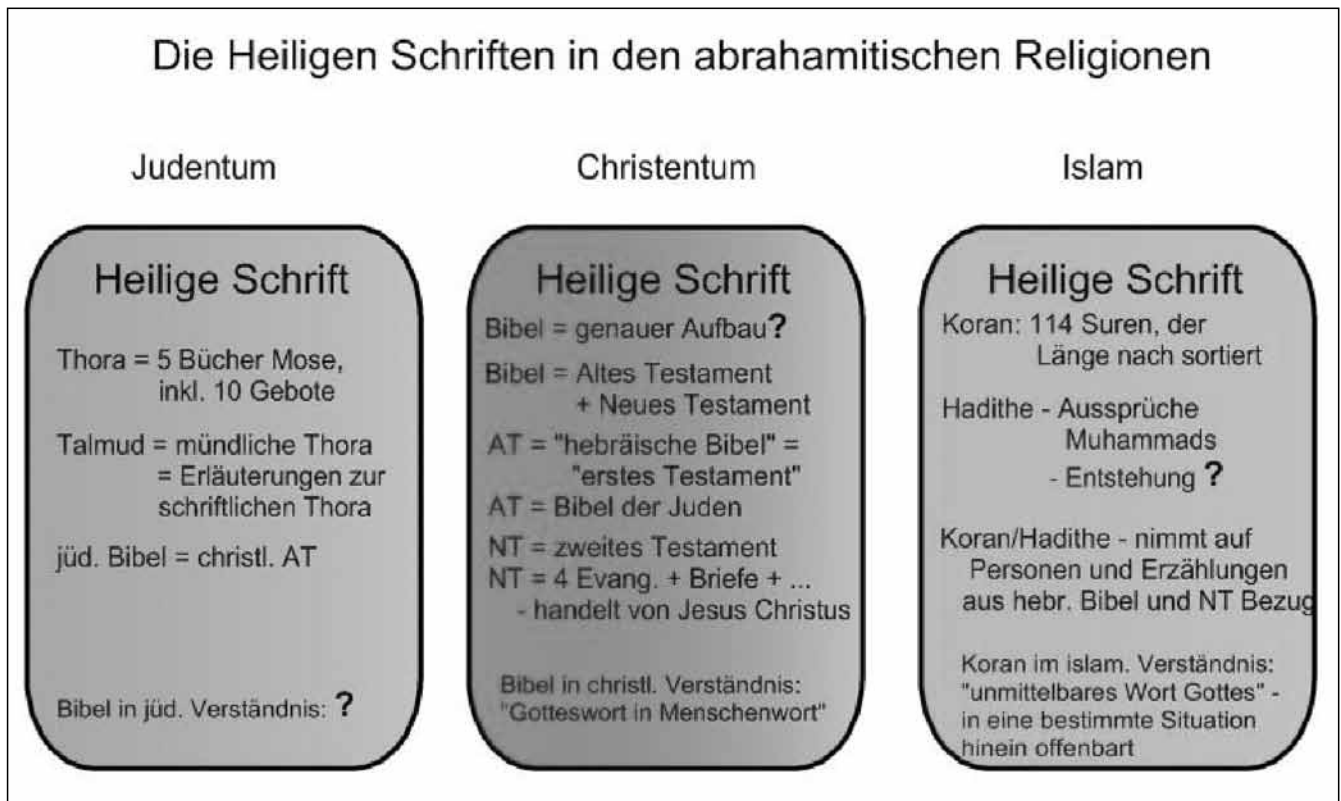 Die Heiligen Schriften in den abrahamitischen Religionen
Judentum
Heilige Schrift
Thora = 5 Bücher Mose,
inkl. 10 Gebote
Talmud = mündliche Thora
= Erläuterungen zur
schriftlichen Thora
jüd. Bibel = christl. AT
Bibel in jüd. Verständnis: ?
Christentum
Heilige Schrift
Bibel = genauer Aufbau?
Bibel = Altes Testament
+ Neues Testament
AT = "hebräische Bibel" =
"erstes Testament"
AT = Bibel der Juden
NT = zweites Testament
NT = 4 Evang. + Briefe + ...
- handelt von Jesus Christus
Bibel in christl. Verständnis:
"Gotteswort in Menschenwort"
Islam
Heilige Schrift
Koran: 114 Suren, der
Länge nach sortiert
Hadithe - Aussprüche
Muhammads
- Entstehung ?
Koran/Hadithe - nimmt auf
Personen und Erzählungen
aus hebr. Bibel und NT Bezug
Koran im islam. Verständnis:
"unmittelbares Wort Gottes" -
in eine bestimmte Situation
hinein offenbart